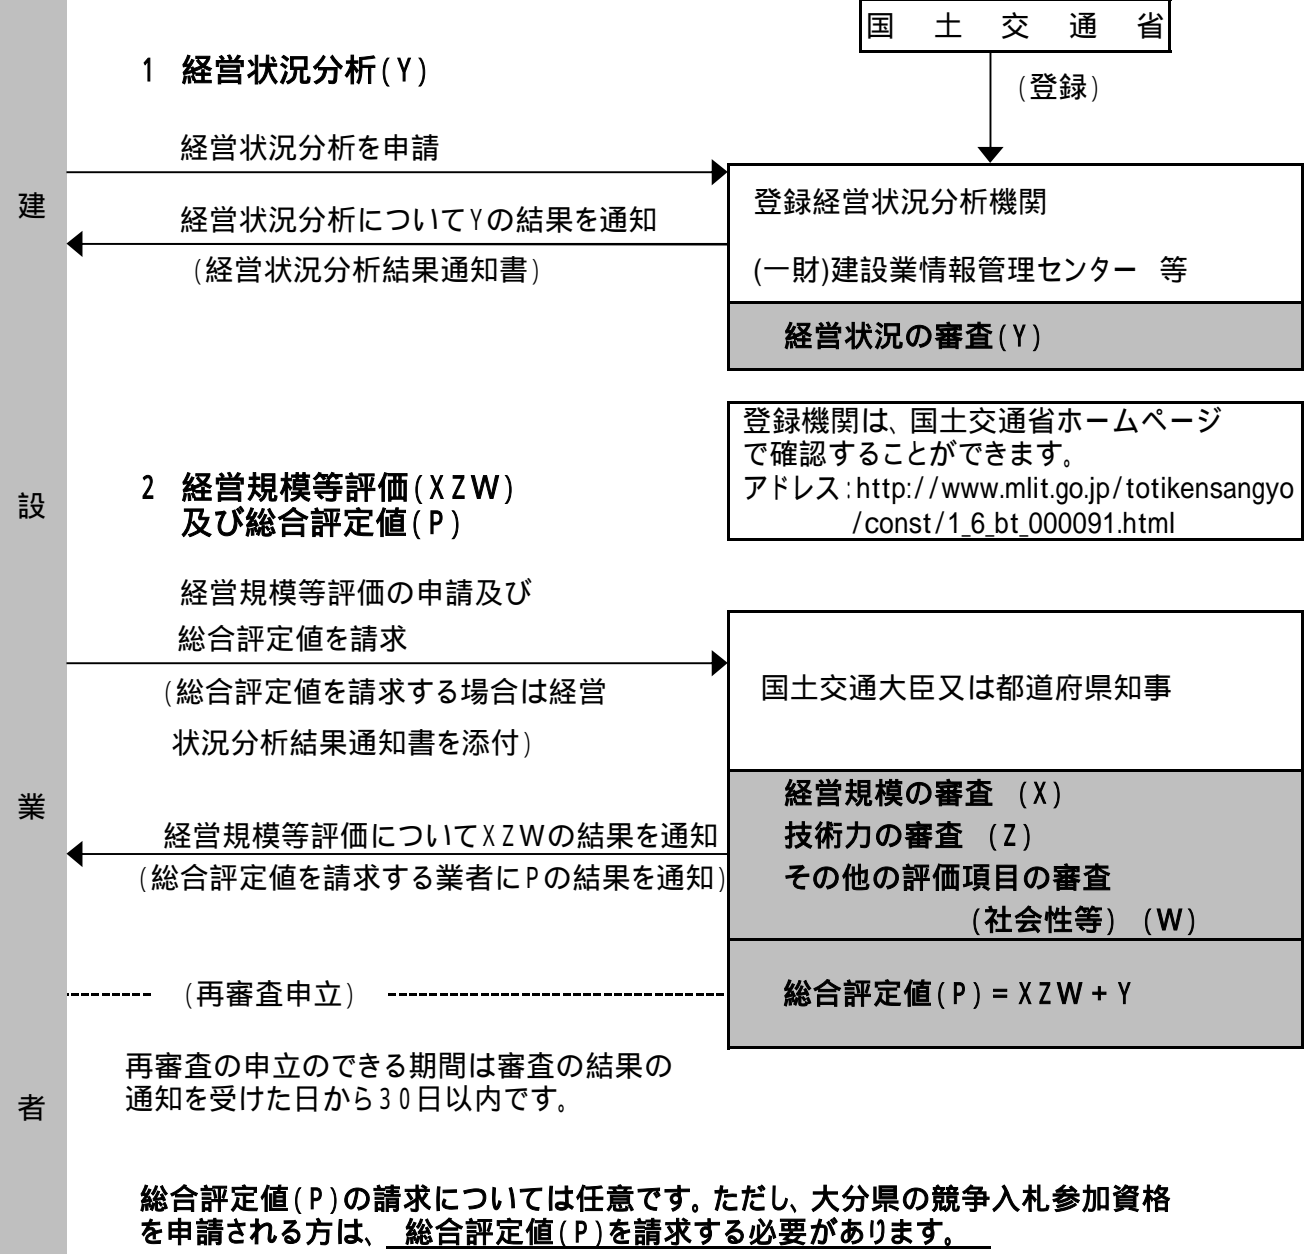 国土交通省
1 経営状況分析(Y)
(登録)
経営状況分析を申請
登録経営状況分析機関
経営状況分析についてYの結果を通知
(経営状況分析結果通知書)
(一財)建設業情報管理センター 等
経営状況の審査(Y)
登録機関は、国土交通省ホームページ
で確認することができます。
アドレス:http://www.mlit.go.jp/totikensangyo
/const/1_6_bt_000091.html
2 経営規模等評価(XZW)
及び総合評定値(P)
経営規模等評価の申請及び
総合評定値を請求
(総合評定値を請求する場合は経営
状況分析結果通知書を添付)
国土交通大臣又は都道府県知事
経営規模の審査 (X)
技術力の審査 (Z)
その他の評価項目の審査
(社会性等) (W)
経営規模等評価についてXZWの結果を通知
(総合評定値を請求する業者にPの結果を通知)
(再審査申立)
総合評定値(P)=XZW+Y
再審査の申立のできる期間は審査の結果の
通知を受けた日から30日以内です。
総合評定値(P)の請求については任意です。ただし、大分県の競争入札参加資格
を申請される方は、 総合評定値(P)を請求する必要があります。
建設業者